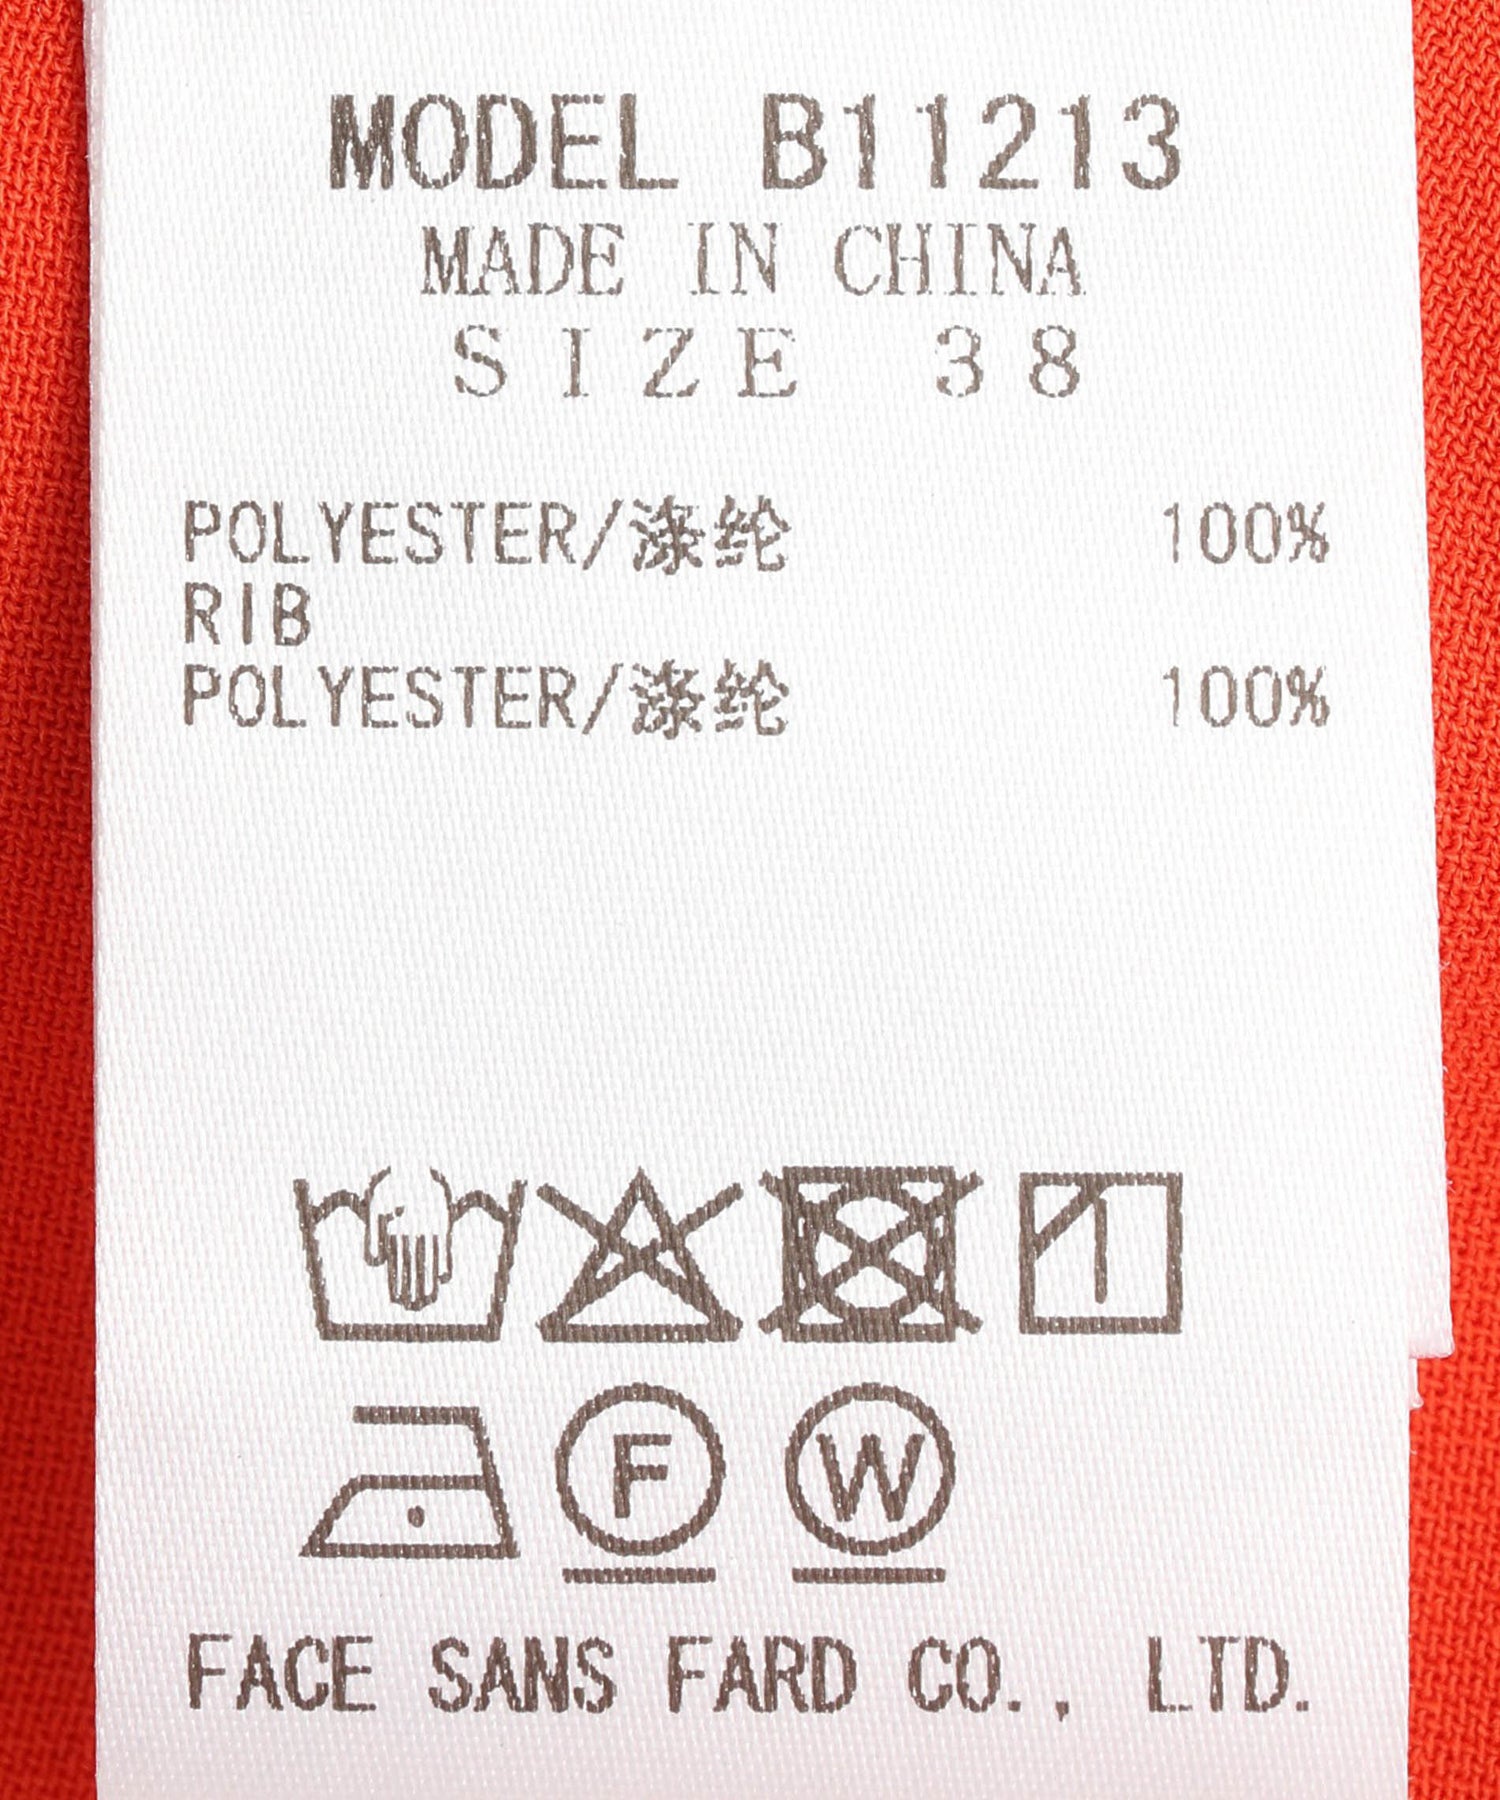 MODEL B11213
MADE IN CHINA
SIZE 38
POLYESTER/涤纶 100%
RIB
POLYESTER/涤纶 100%
F W
FACE SANS FARD CO., LTD.